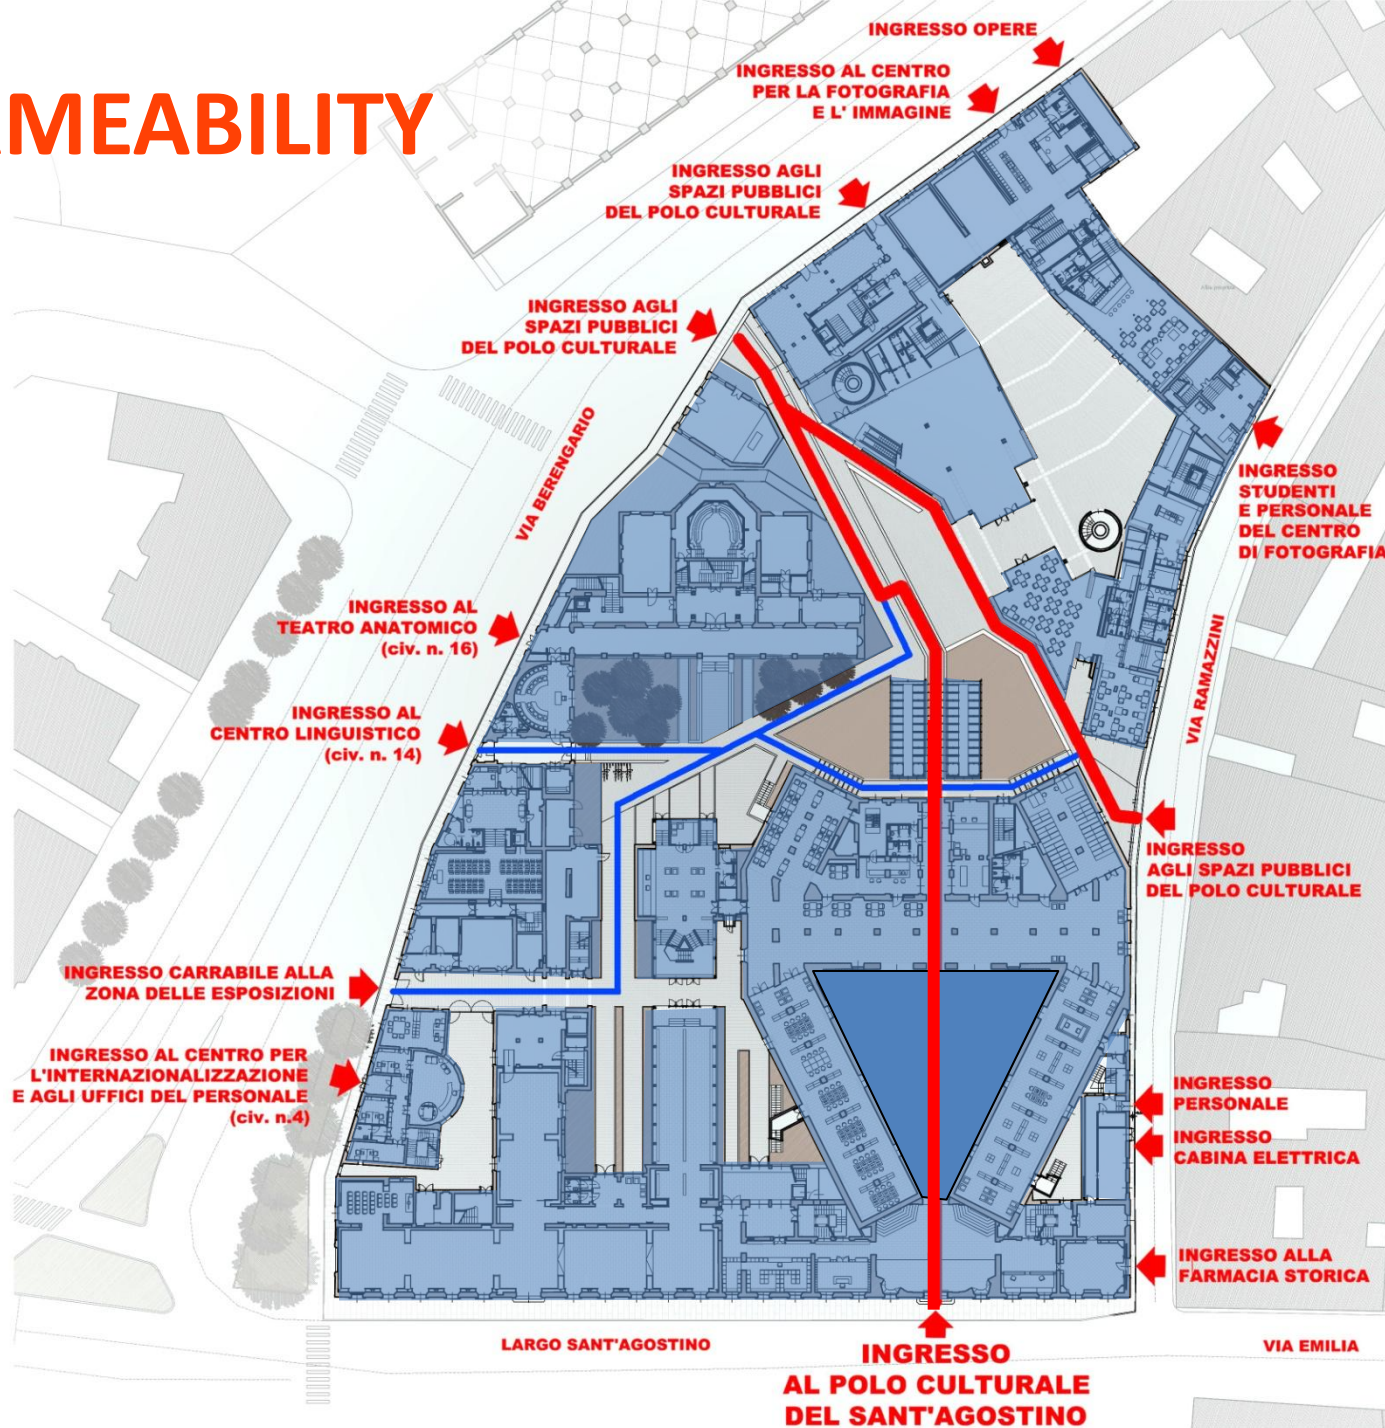 RMEABILITY
INGRESSO OPERE
INGRESSO AL CENTRO
PER LA FOTOGRAFIA
E L' IMMAGINE
INGRESSO AGLI
SPAZI PUBBLICI
DEL POLO CULTURALE
INGRESSO AGLI
SPAZI PUBBLICI
DEL POLO CULTURALE
VIA BERENGARIO
INGRESSO
STUDENTI
E PERSONALE
DEL CENTRO
DI FOTOGRAFIA
INGRESSO AL
TEATRO ANATOMICO
(civ. n. 16)
VIA RAMAZZINI
INGRESSO AL
CENTRO LINGUISTICO
(civ. n. 14)
INGRESSO
AGLI SPAZI PUBBLICI
DEL POLO CULTURALE
INGRESSO CARRABILE ALLA
ZONA DELLE ESPOSIZIONI
INGRESSO AL CENTRO PER
L'INTERNAZIONALIZZAZIONE
E AGLI UFFICI DEL PERSONALE
(civ. n.4)
INGRESSO
PERSONALE
INGRESSO
CABINA ELETTRICA
INGRESSO ALLA
FARMACIA STORICA
LARGO SANT'AGOSTINO
VIA EMILIA
INGRESSO
AL POLO CULTURALE
DEL SANT'AGOSTINO